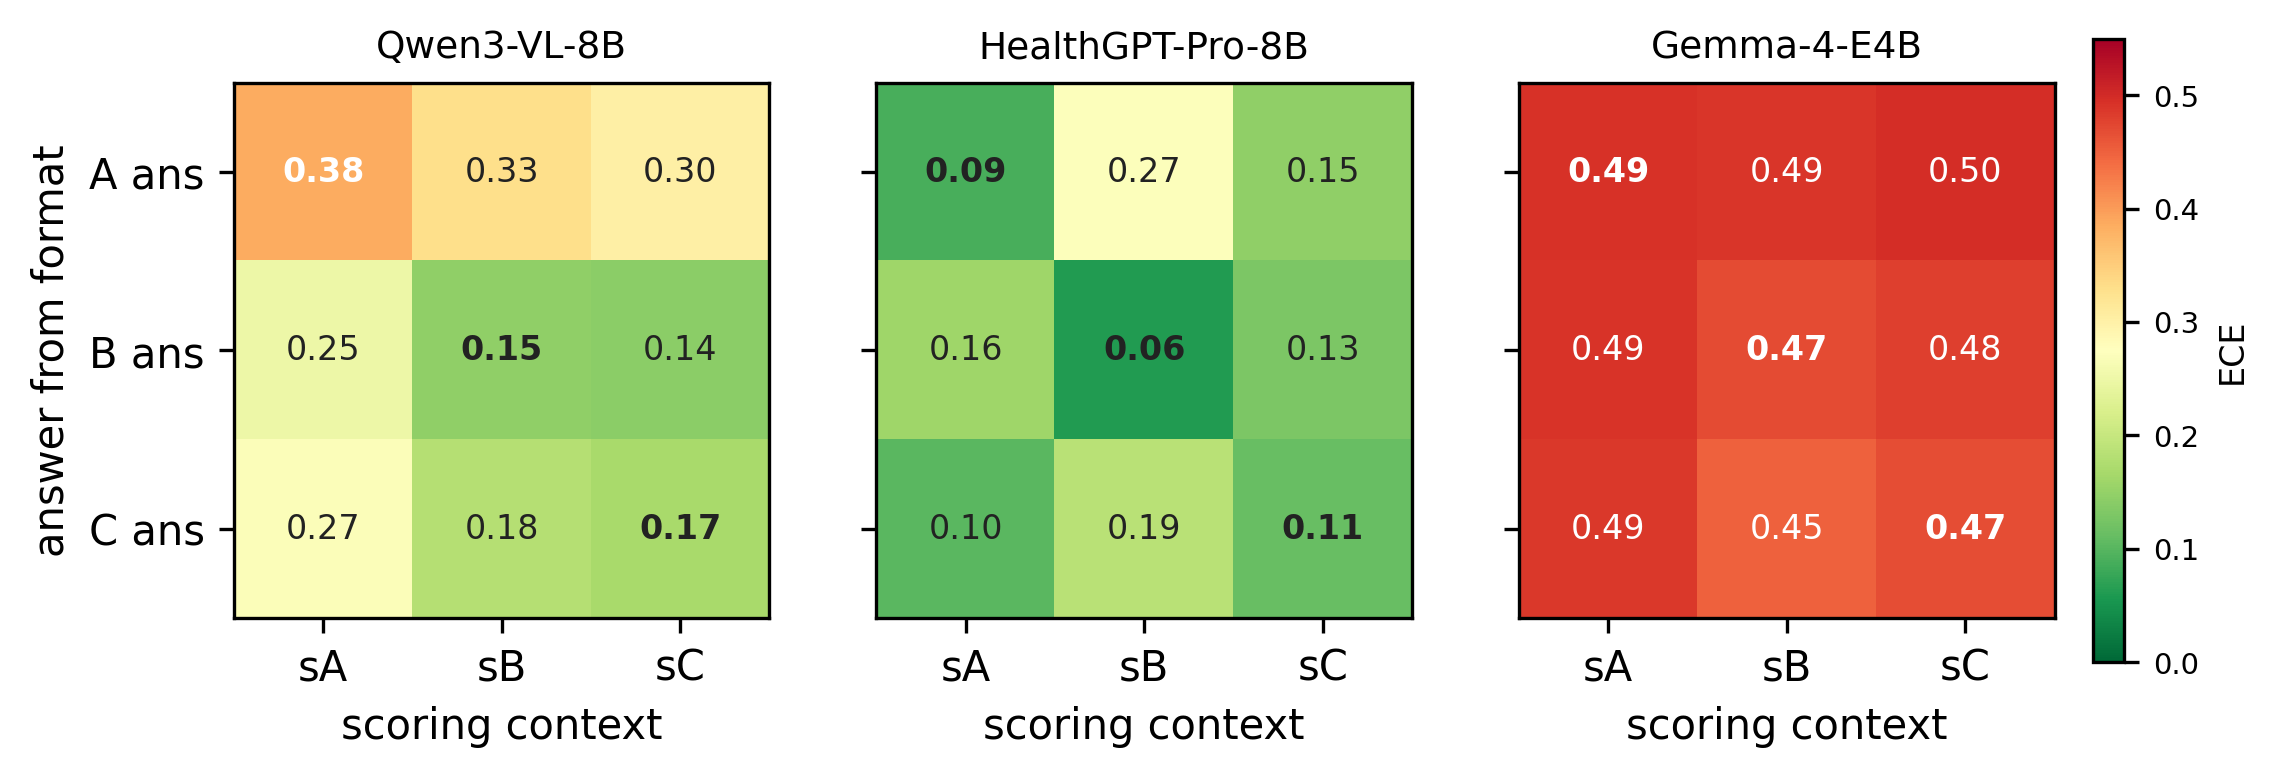 Qwen3-VL-8B
HealthGPT-Pro-8B
Gemma-4-E4B
answer from format
A ans
0.38 0.33 0.30
B ans
0.25 0.15 0.14
C ans
0.27 0.18 0.17
sA sB sC
scoring context
0.09 0.27 0.15
0.16 0.06 0.13
0.10 0.19 0.11
sA sB sC
scoring context
0.49 0.49 0.50
0.49 0.47 0.48
0.49 0.45 0.47
sA sB sC
scoring context
0.5
0.4
0.3
0.2
0.1
0.0
ECE